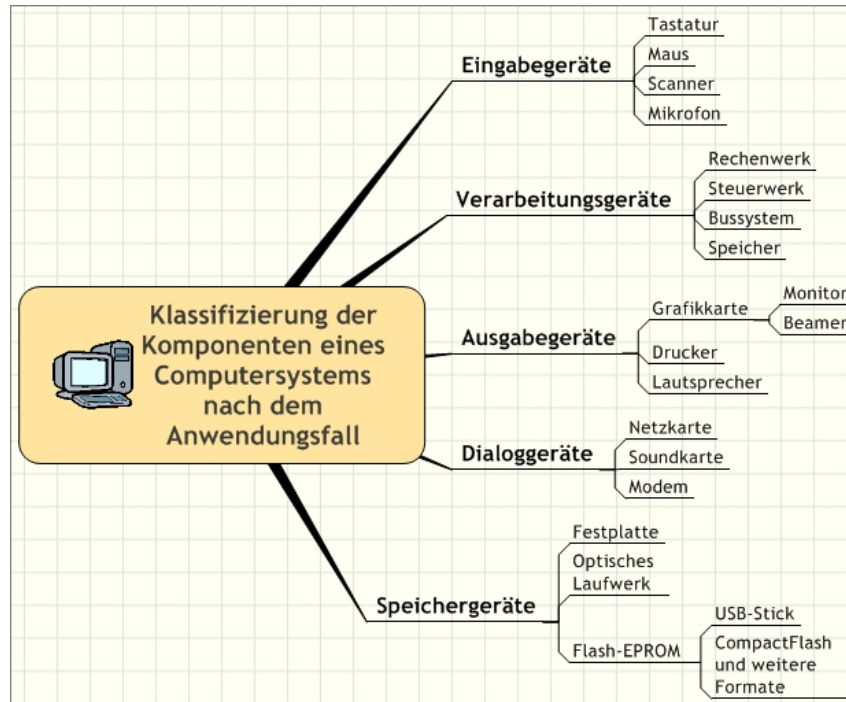 Klassifizierung der
Komponenten eines
Computersystems
nach dem
Anwendungsfall
Eingabegeräte
Tastatur
Maus
Scanner
Mikrofon
Verarbeitungsgeräte
Rechenwerk
Steuerwerk
Bussystem
Speicher
Ausgabegeräte
Grafikkarte
Monitor
Beamer
Drucker
Lautsprecher
Dialoggeräte
Netzkarte
Soundkarte
Modem
Speichergeräte
Festplatte
Optisches
Laufwerk
Flash-EPROM
USB-Stick
CompactFlash
und weitere
Formate